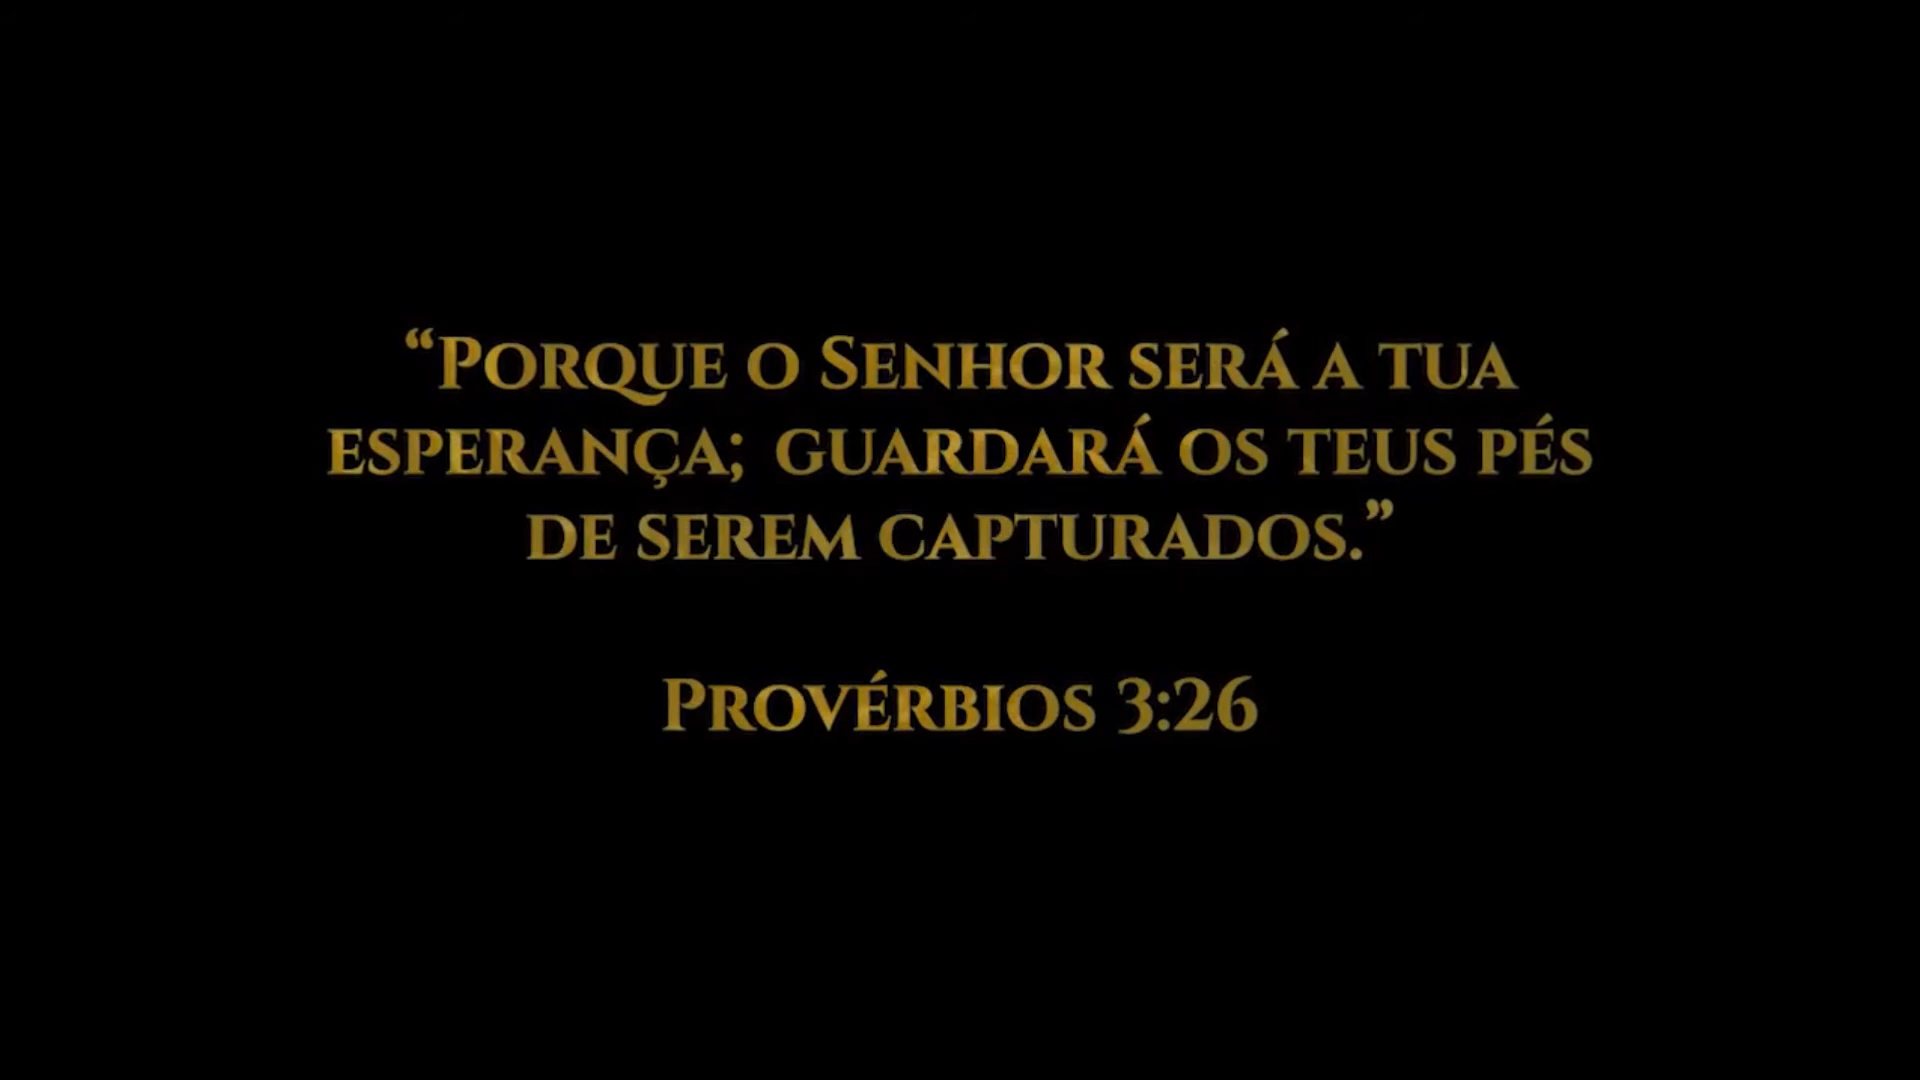 “Porque o Senhor será a tua
esperança; guardará os teus pés
de serem capturados.”
Provérbios 3:26